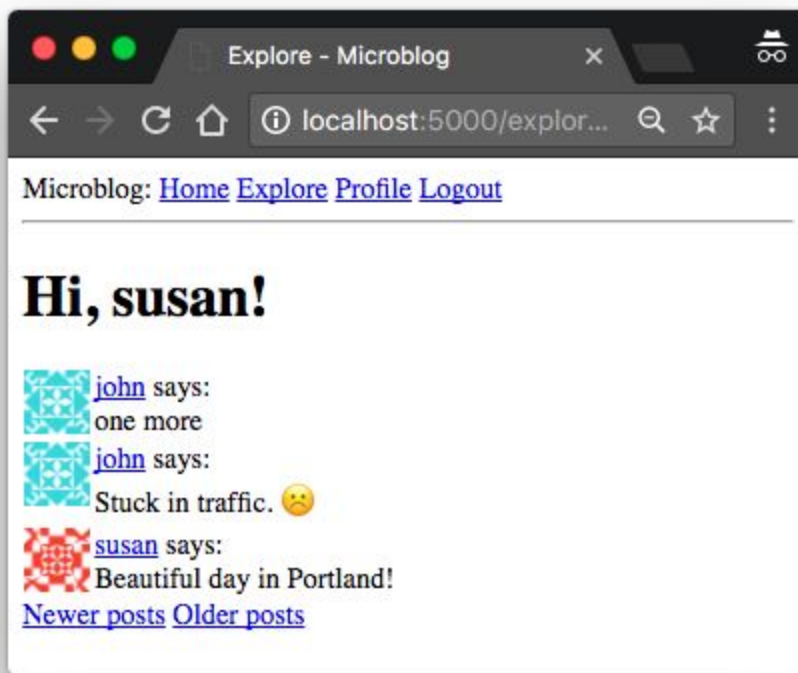 Explore - Microblog
localhost:5000/explor...
Microblog: Home Explore Profile Logout
Hi, susan!
john says:
one more
john says:
Stuck in traffic. ☹️
susan says:
Beautiful day in Portland!
Newer posts Older posts